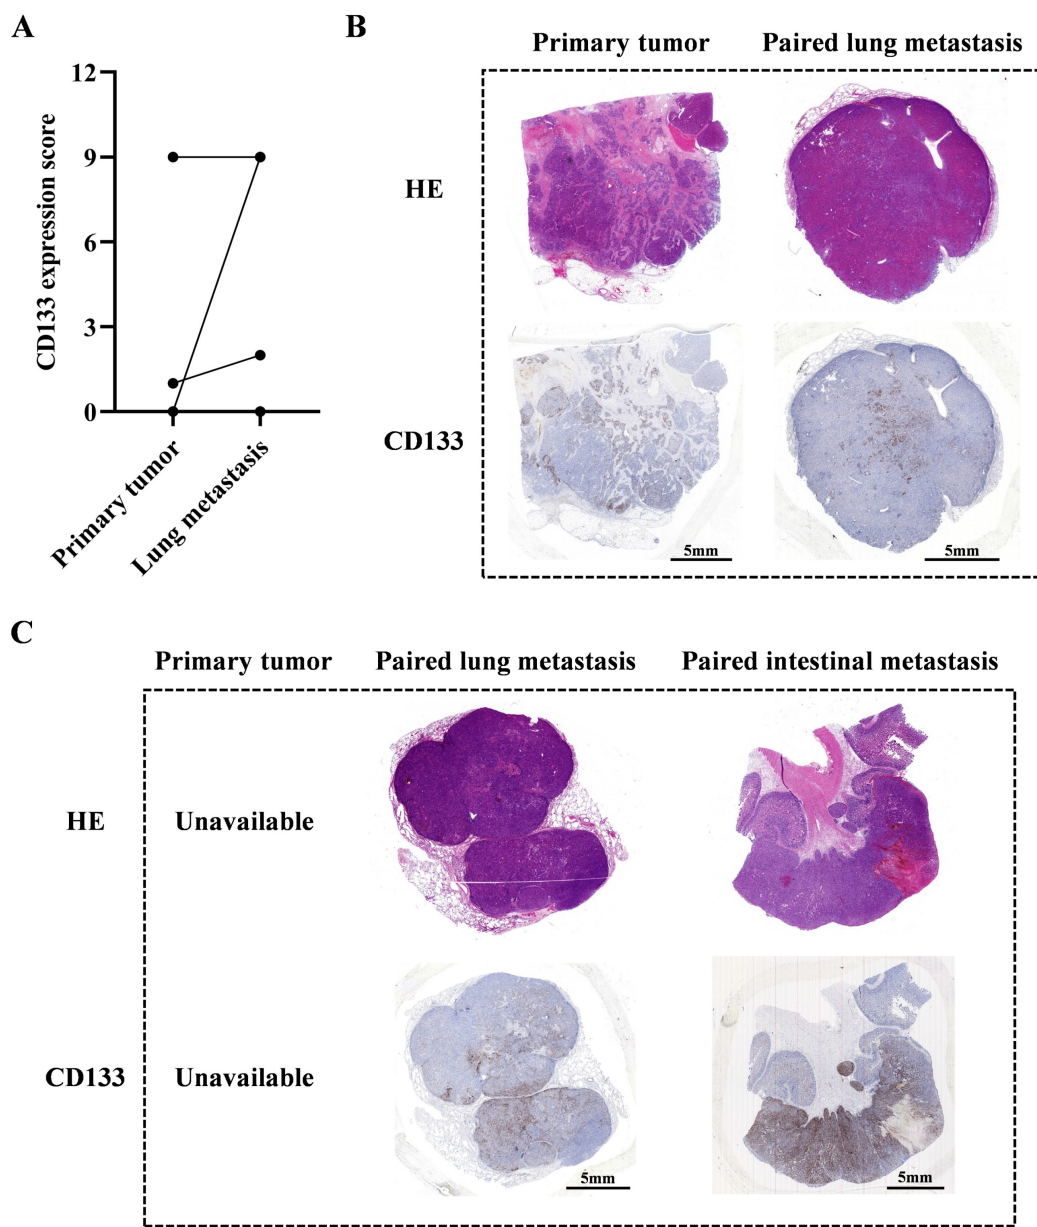 A
12
9
6
3
0
CD133 expression score
Primary tumor
Lung metastasis
B
Primary tumor
Paired lung metastasis
HE
CD133
5mm
5mm
C
Primary tumor
Paired lung metastasis
Paired intestinal metastasis
HE
Unavailable
CD133
Unavailable
5mm
5mm